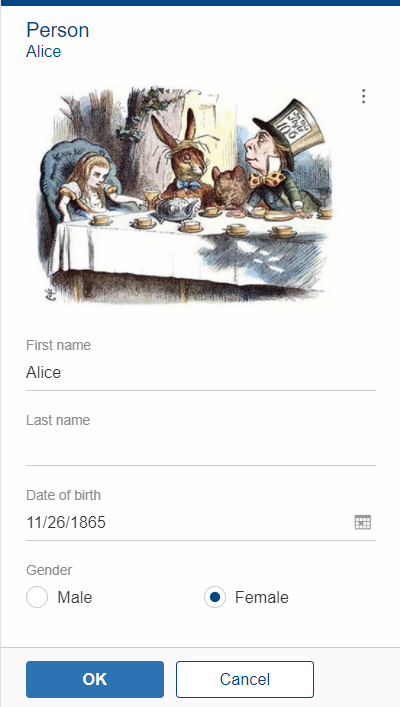 Person
Alice
First name
Alice
Last name
Date of birth
11/26/1865
Gender
Male
Female
OK
Cancel